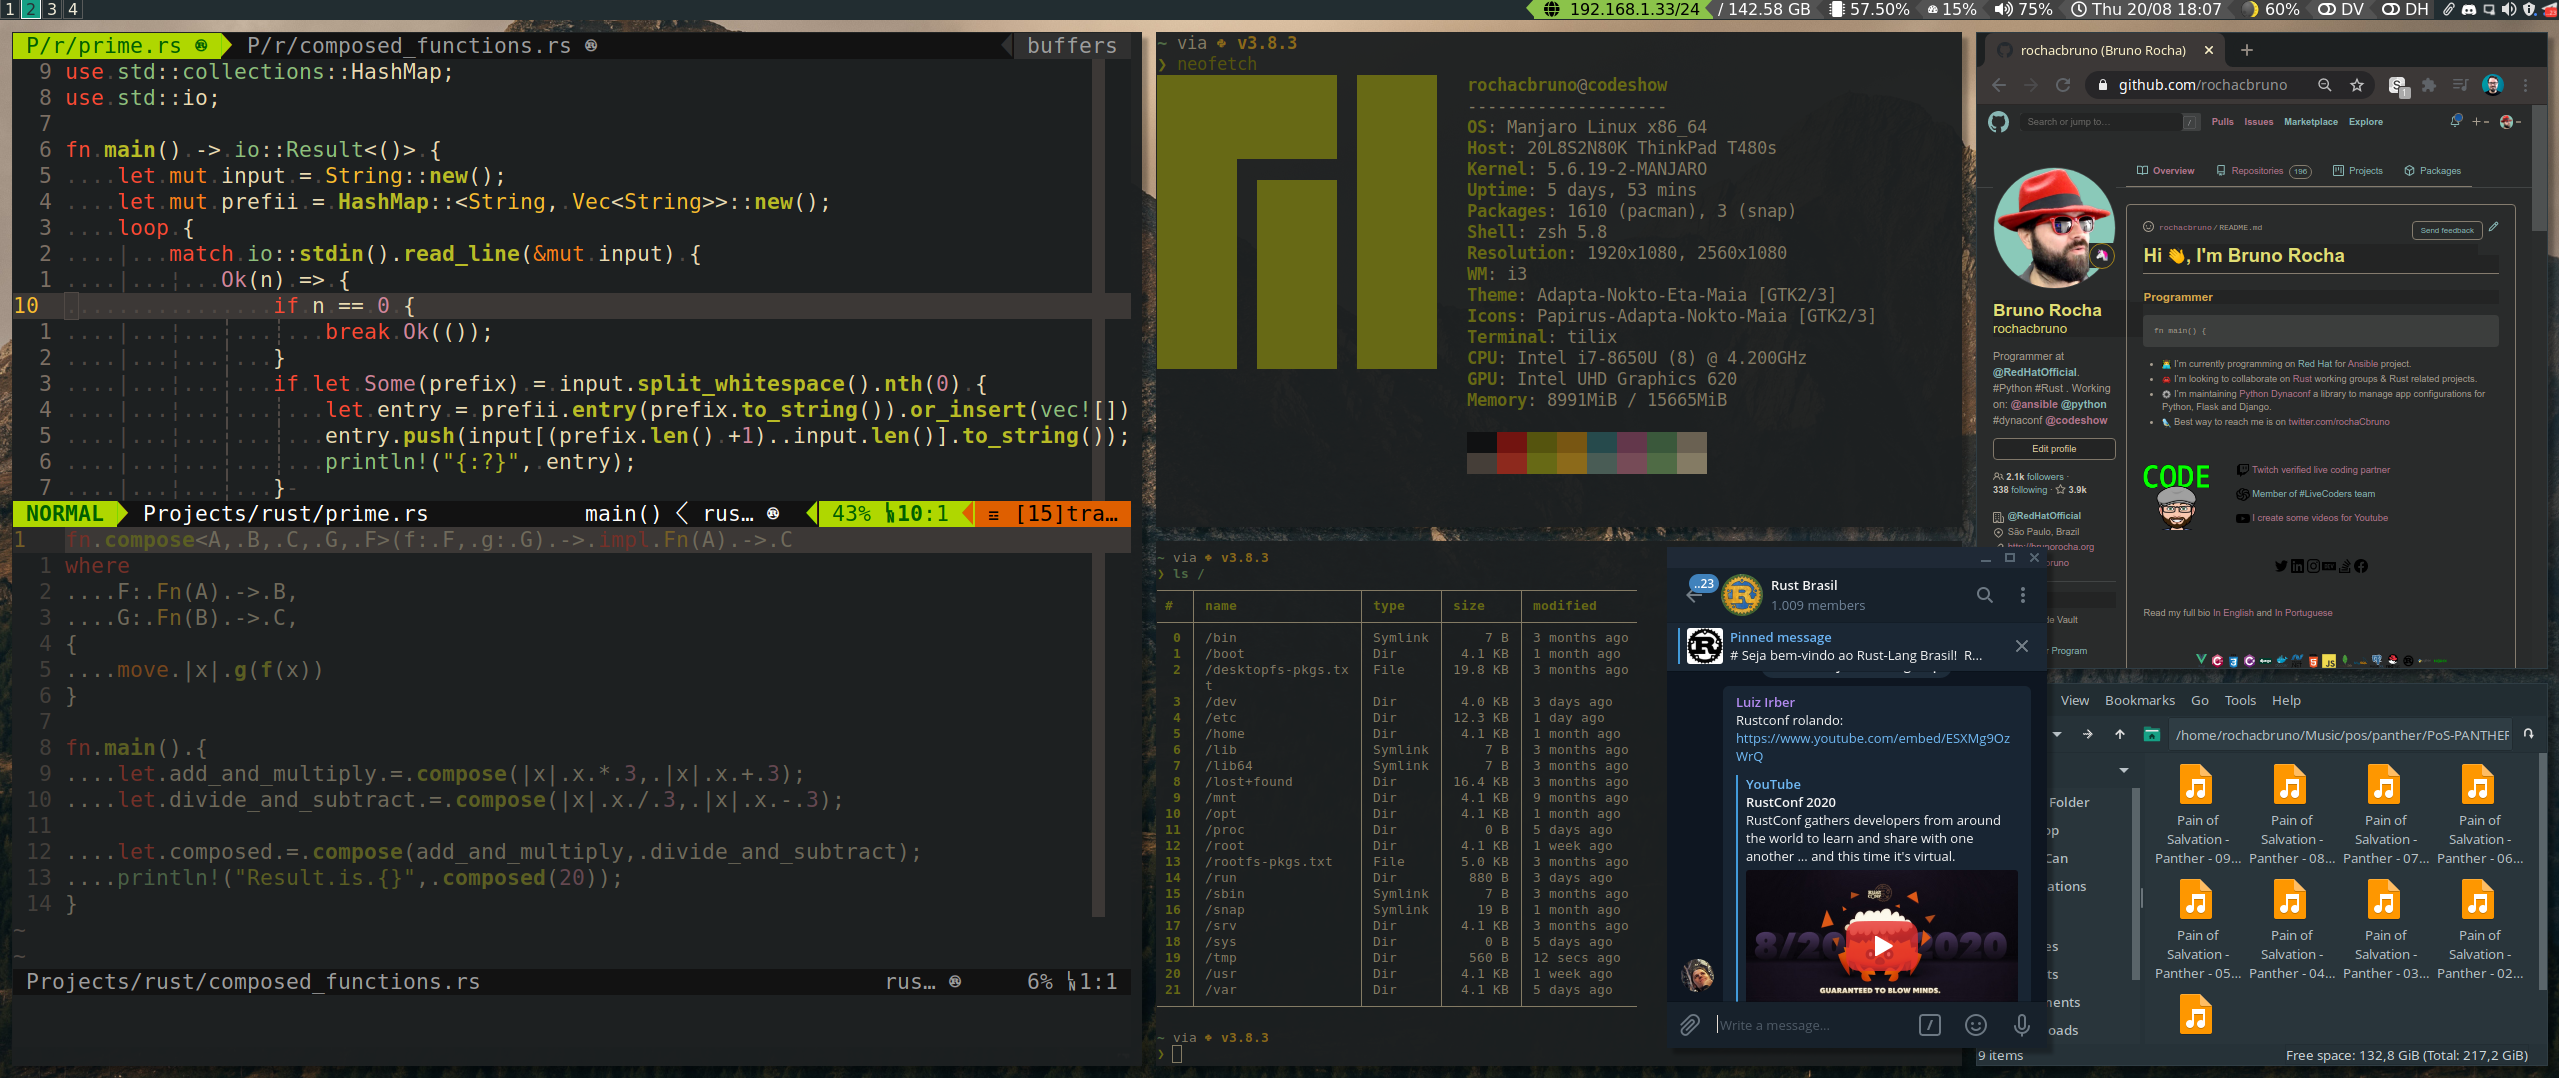 1 2 3 4
192.168.1.33/24 / 142.58 GB 57.50% 15% 75% Thu 20/08 18:07 60% DV DH
P/r/prime.rs P/r/composed_functions.rs buffers
9 use.std::collections::HashMap;
8 use.std::io;
7
6 fn.main().->.io::Result<()>.{
5 ....let.mut.input.=.String::new();
4 ....let.mut.prefii.=.HashMap::<String,.Vec<String>>::new();
3 ....loop.{
2 ....|...match.io::stdin().read_line(&mut.input).{
1 ....|...¦...Ok(n).=>.{
10 ................if.n.==.0.{
1 ....|...¦...¦...¦...break.Ok(());
2 ....|...¦...¦...}
3 ....|...¦...¦...if.let.Some(prefix).=.input.split_whitespace().nth(0).{
4 ....|...¦...¦...¦...let.entry.=.prefii.entry(prefix.to_string()).or_insert(vec![])
5 ....|...¦...¦...¦...entry.push(input[(prefix.len().+1)..input.len()].to_string());
6 ....|...¦...¦...¦...println!("{:?}",.entry);
7 ....|...¦...¦...}-
NORMAL Projects/rust/prime.rs main() < rus… 43% 10:1 ☲ [15]tra…
1 fn.compose<A,.B,.C,.G,.F>(f:.F,.g:.G).->.impl.Fn(A).->.C
1 where
2 ....F:.Fn(A).->.B,
3 ....G:.Fn(B).->.C,
4 {
5 ....move.|x|.g(f(x))
6 }
7
8 fn.main().{
9 ....let.add_and_multiply.=.compose(|x|.x.*.3,.|x|.x.+.3);
10 ....let.divide_and_subtract.=.compose(|x|.x./.3,.|x|.x.-.3);
11
12 ....let.composed.=.compose(add_and_multiply,.divide_and_subtract);
13 ....println!("Result.is.{}",.composed(20));
14 }
~
~
Projects/rust/composed_functions.rs rus… 6% 1:1
~ via v3.8.3
❯ neofetch
rochacbruno@codeshow
--------------------
OS: Manjaro Linux x86_64
Host: 20L8S2N80K ThinkPad T480s
Kernel: 5.6.19-2-MANJARO
Uptime: 5 days, 53 mins
Packages: 1610 (pacman), 3 (snap)
Shell: zsh 5.8
Resolution: 1920x1080, 2560x1080
WM: i3
Theme: Adapta-Nokto-Eta-Maia [GTK2/3]
Icons: Papirus-Adapta-Nokto-Maia [GTK2/3]
Terminal: tilix
CPU: Intel i7-8650U (8) @ 4.200GHz
GPU: Intel UHD Graphics 620
Memory: 8991MiB / 15665MiB
~ via v3.8.3
❯ ls /
# name type size modified
0 /bin Symlink 7 B 3 months ago
1 /boot Dir 4.1 KB 1 month ago
2 /desktopfs-pkgs.tx File 19.8 KB 3 months ago
t
3 /dev Dir 4.0 KB 3 days ago
4 /etc Dir 12.3 KB 1 day ago
5 /home Dir 4.1 KB 1 month ago
6 /lib Symlink 7 B 3 months ago
7 /lib64 Symlink 7 B 3 months ago
8 /lost+found Dir 16.4 KB 3 months ago
9 /mnt Dir 4.1 KB 9 months ago
10 /opt Dir 4.1 KB 1 month ago
11 /proc Dir 0 B 5 days ago
12 /root Dir 4.1 KB 1 week ago
13 /rootfs-pkgs.txt File 5.0 KB 3 months ago
14 /run Dir 880 B 3 days ago
15 /sbin Symlink 7 B 3 months ago
16 /snap Symlink 19 B 1 month ago
17 /srv Dir 4.1 KB 3 months ago
18 /sys Dir 0 B 5 days ago
19 /tmp Dir 560 B 12 secs ago
20 /usr Dir 4.1 KB 1 week ago
21 /var Dir 4.1 KB 5 days ago
~ via v3.8.3
❯
..23
Rust Brasil
1.009 members
Pinned message
# Seja bem-vindo ao Rust-Lang Brasil! R...
Luiz Irber
Rustconf rolando:
https://www.youtube.com/embed/ESXMg9Oz
WrQ
YouTube
RustConf 2020
RustConf gathers developers from around
the world to learn and share with one
another ... and this time it's virtual.
8/20 2020
GUARANTEED TO BLOW MINDS.
Write a message...
rochacbruno (Bruno Rocha)
github.com/rochacbruno
Search or jump to... / Pulls Issues Marketplace Explore
Overview Repositories 196 Projects Packages
rochacbruno/README.md
Send feedback
Hi 👋, I'm Bruno Rocha
Programmer
fn main() {
I'm currently programming on Red Hat for Ansible project.
I'm looking to collaborate on Rust working groups & Rust related projects.
I'm maintaining Python Dynaconf a library to manage app configurations for
Python, Flask and Django.
Best way to reach me is on twitter.com/rochaCbruno
CODE
Twitch verified live coding partner
Member of #LiveCoders team
I create some videos for Youtube
Read my full bio In English and In Portuguese
JS
Bruno Rocha
rochacbruno
Programmer at
@RedHatOfficial.
#Python #Rust . Working
on: @ansible @python
#dynaconf @codeshow
Edit profile
2.1k followers ·
338 following · 3.9k
@RedHatOfficial
São Paulo, Brazil
http://brunorocha.org
runo
de Vault
r Program
View Bookmarks Go Tools Help
/home/rochacbruno/Music/pos/panther/PoS-PANTHER
Folder
op
Can
ations
es
ts
nents
oads
Pain of Salvation - Panther - 09...
Pain of Salvation - Panther - 08...
Pain of Salvation - Panther - 07...
Pain of Salvation - Panther - 06...
Pain of Salvation - Panther - 05...
Pain of Salvation - Panther - 04...
Pain of Salvation - Panther - 03...
Pain of Salvation - Panther - 02...
9 items
Free space: 132,8 GiB (Total: 217,2 GiB)